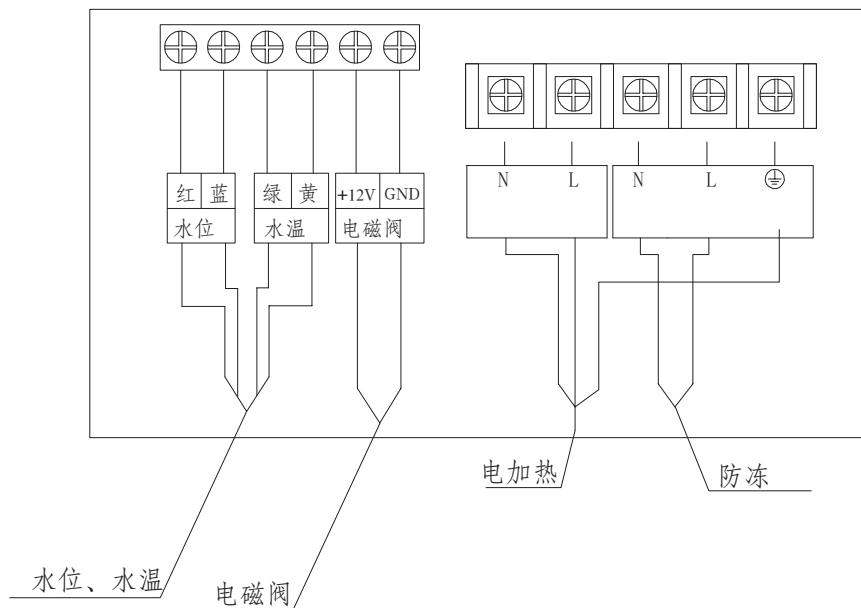 红 蓝 绿 黄 +12V GND
水位 水温 电磁阀
N L N L
电加热
防冻
水位、水温
电磁阀